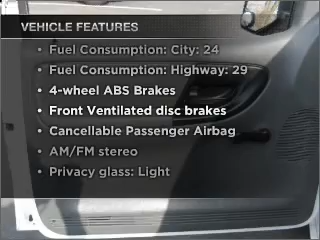 VEHICLE FEATURES
• Fuel Consumption: City: 24
• Fuel Consumption: Highway: 29
• 4-wheel ABS Brakes
• Front Ventilated disc brakes
• Cancellable Passenger Airbag
• AM/FM stereo
• Privacy glass: Light